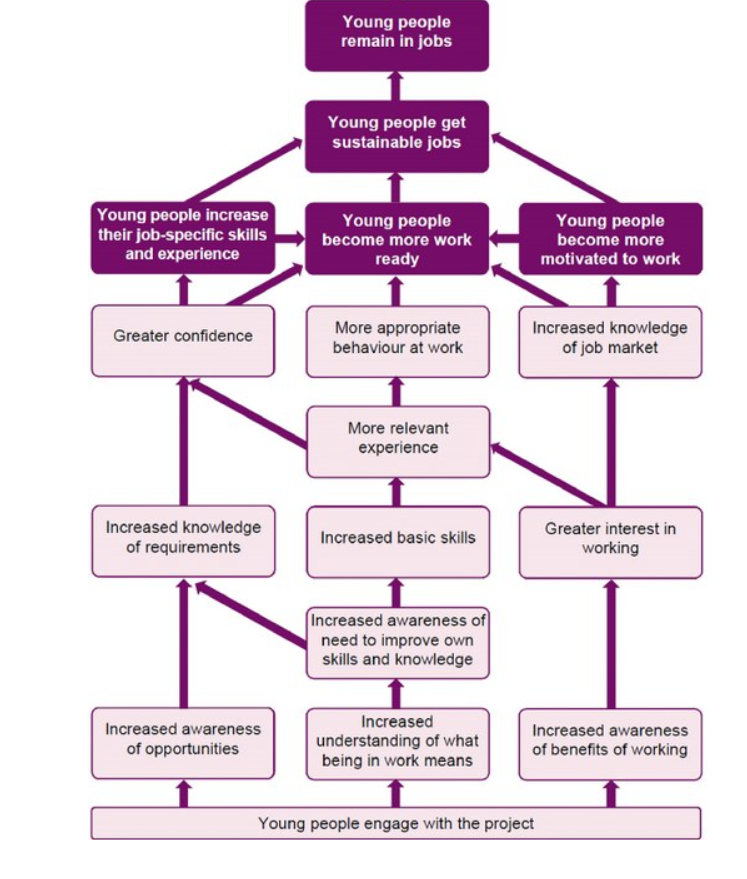 Young people
remain in jobs
Young people get
sustainable jobs
Young people increase
their job-specific skills
and experience
Young people
become more work
ready
Young people
become more
motivated to work
Greater confidence
More appropriate
behaviour at work
Increased knowledge
of job market
More relevant
experience
Increased knowledge
of requirements
Increased basic skills
Greater interest in
working
Increased awareness of
need to improve own
skills and knowledge
Increased awareness
of opportunities
Increased
understanding of what
being in work means
Increased awareness
of benefits of working
Young people engage with the project